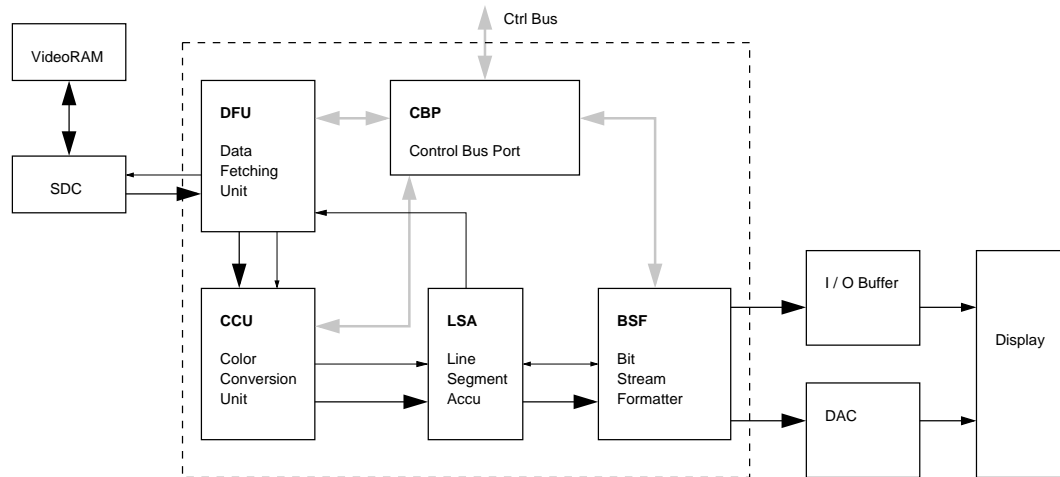 Ctrl Bus
VideoRAM
DFU
Data
Fetching
Unit
CBP
Control Bus Port
SDC
CCU
Color
Conversion
Unit
LSA
Line
Segment
Accu
BSF
Bit
Stream
Formatter
I / O Buffer
DAC
Display